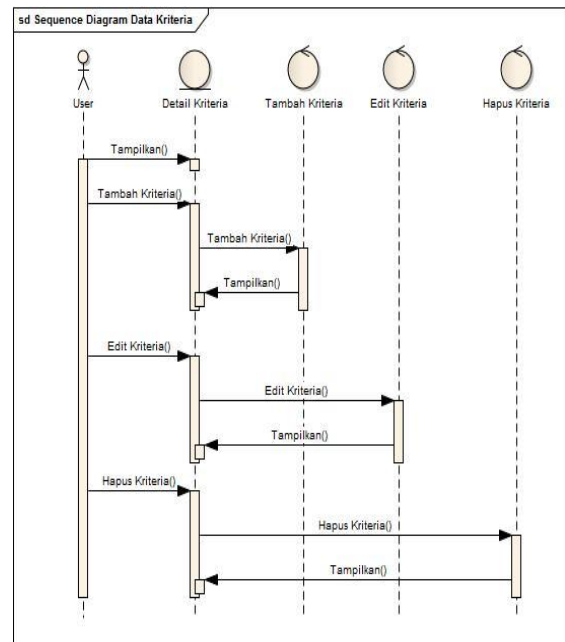 sd Sequence Diagram Data Kriteria
User
Detail Kriteria
Tambah Kriteria
Edit Kriteria
Hapus Kriteria
Tampilkan()
Tambah Kriteria()
Tambah Kriteria()
Tampilkan()
Edit Kriteria()
Edit Kriteria()
Tampilkan()
Hapus Kriteria()
Hapus Kriteria()
Tampilkan()